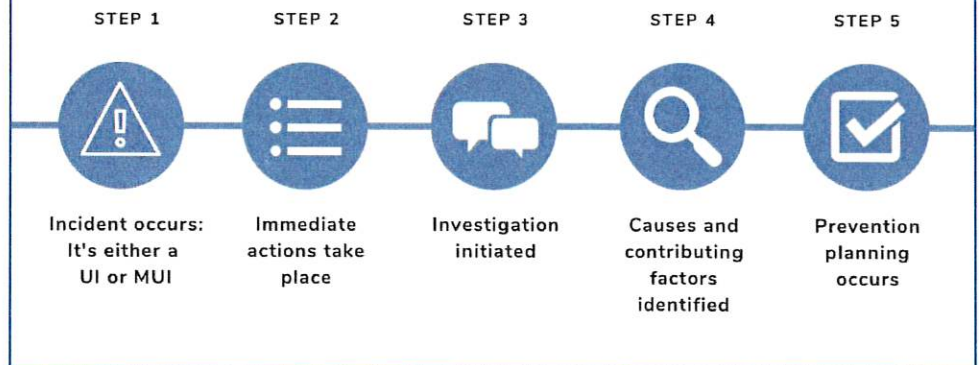 STEP 1
STEP 2
STEP 3
STEP 4
STEP 5
Incident occurs:
It's either a
UI or MUI
Immediate
actions take
place
Investigation
initiated
Causes and
contributing
factors
identified
Prevention
planning
occurs